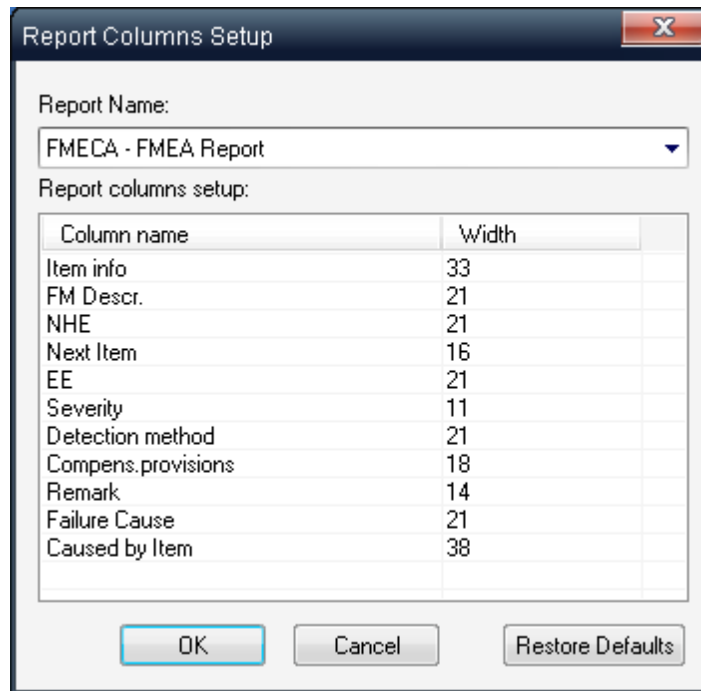 Report Columns Setup
Report Name:
FMECA - FMEA Report
Report columns setup:
Column name Width
Item info 33
FM Descr. 21
NHE 21
Next Item 16
EE 21
Severity 11
Detection method 21
Compens.provisions 18
Remark 14
Failure Cause 21
Caused by Item 38
OK Cancel Restore Defaults